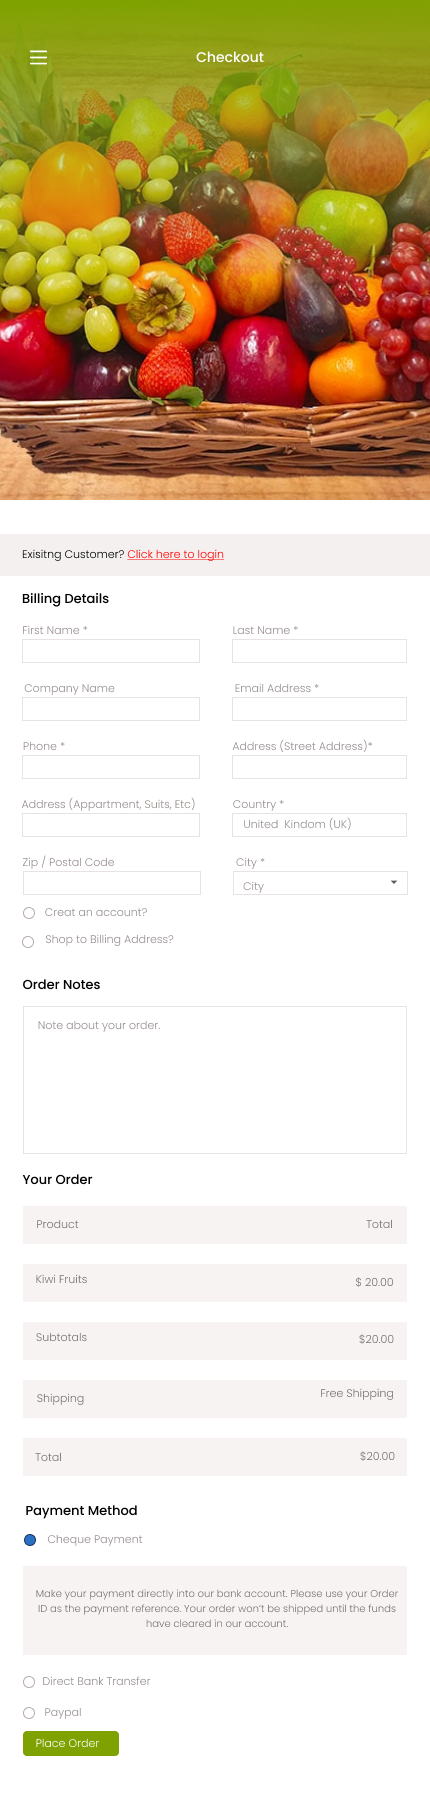 Checkout
Exisitng Customer? Click here to login
Billing Details
First Name *
Last Name *
Company Name
Email Address *
Phone *
Address (Street Address)*
Address (Appartment, Suits, Etc)
Country *
United Kindom (UK)
Zip / Postal Code
City *
City
Creat an account?
Shop to Billing Address?
Order Notes
Note about your order.
Your Order
Product
Total
Kiwi Fruits
$ 20.00
Subtotals
$20.00
Shipping
Free Shipping
Total
$20.00
Payment Method
Cheque Payment
Make your payment directly into our bank account. Please use your Order
ID as the payment reference. Your order won’t be shipped until the funds
have cleared in our account.
Direct Bank Transfer
Paypal
Place Order